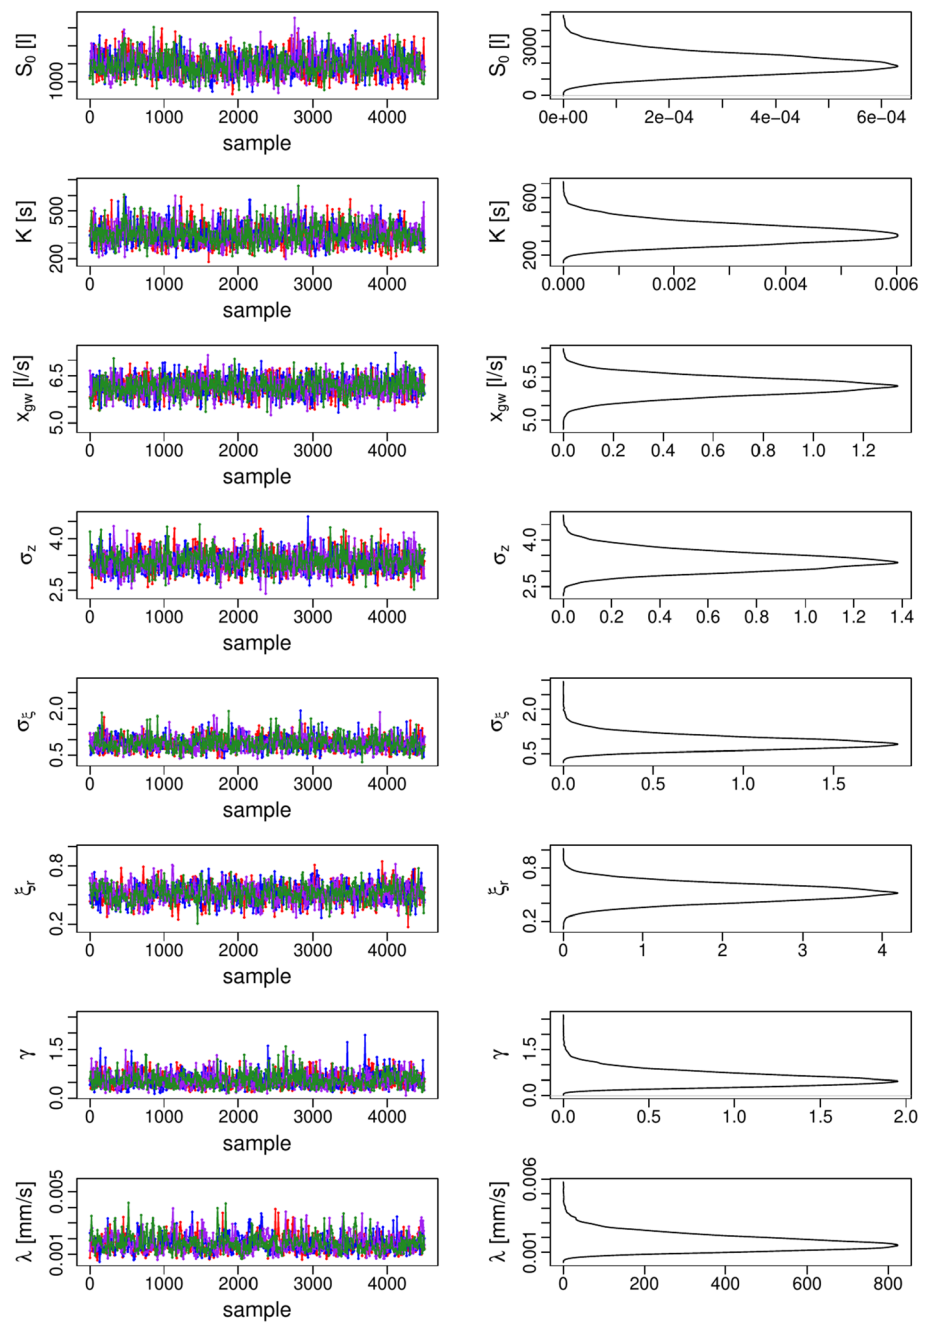 S0 [l]
1000
0 1000 2000 3000 4000
sample
S0 [l]
0 3000
0e+00 2e−04 4e−04 6e−04
K [s]
200 500
0 1000 2000 3000 4000
sample
K [s]
200 600
0.000 0.002 0.004 0.006
xgw [l/s]
5.0 6.5
0 1000 2000 3000 4000
sample
xgw [l/s]
5.0 6.5
0.0 0.2 0.4 0.6 0.8 1.0 1.2
σz
2.5 4.0
0 1000 2000 3000 4000
sample
σz
2.5 4.0
0.0 0.2 0.4 0.6 0.8 1.0 1.2 1.4
σξ
0.5 2.0
0 1000 2000 3000 4000
sample
σξ
0.5 2.0
0.0 0.5 1.0 1.5
ξr
0.2 0.8
0 1000 2000 3000 4000
sample
ξr
0.2 0.8
0 1 2 3 4
γ
0.0 1.5
0 1000 2000 3000 4000
sample
γ
0.0 1.5
0.0 0.5 1.0 1.5 2.0
λ [mm/s]
0.001 0.005
0 1000 2000 3000 4000
sample
λ [mm/s]
0.001 0.006
0 200 400 600 800